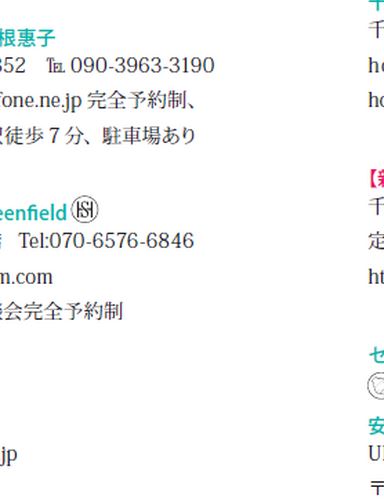 根惠子
352 ℡ 090-3963-3190
fone.ne.jp 完全予約制、
徒歩 7 分、駐車場あり
eenfield
Tel:070-6576-6846
m.com
会完全予約制
jp
千
ho
ho
【新
千
定
ht
セ
安
UI
〒